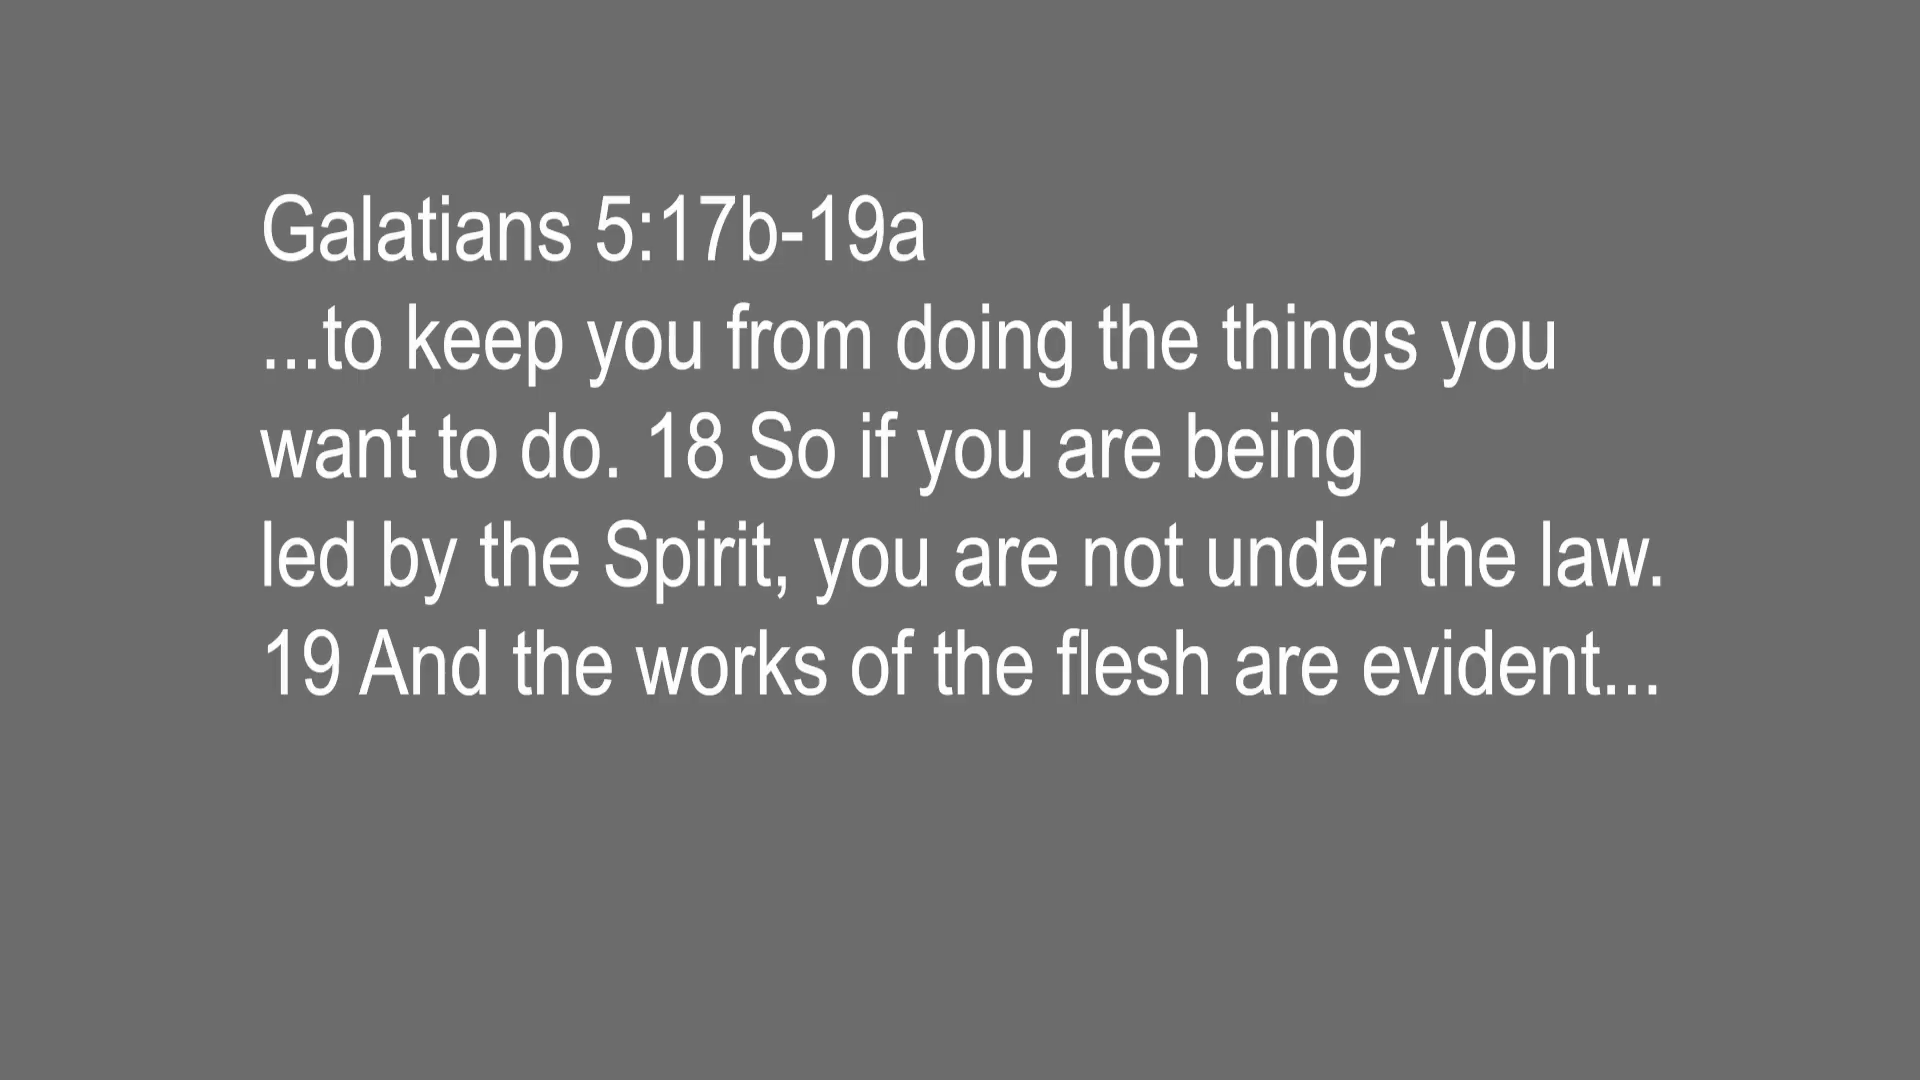 Galatians 5:17b-19a
...to keep you from doing the things you
want to do. 18 So if you are being
led by the Spirit, you are not under the law.
19 And the works of the flesh are evident...